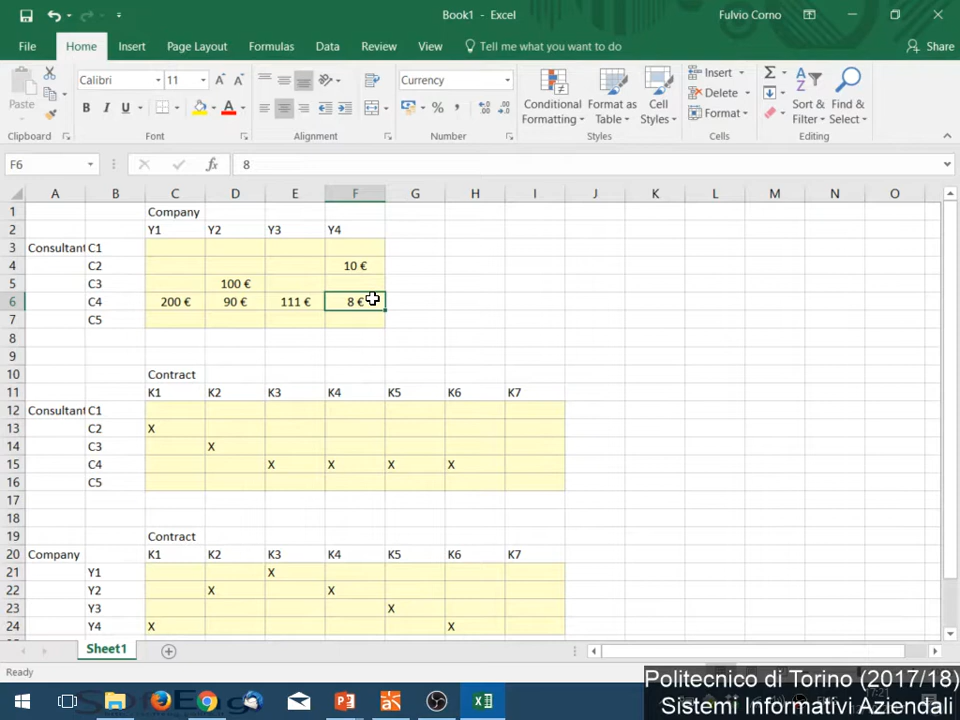 Book1 - Excel
Fulvio Corno
File Home Insert Page Layout Formulas Data Review View Tell me what you want to do Share
Paste
Calibri 11
Currency
Conditional Formatting
Format as Table
Cell Styles
Insert
Delete
Format
Sort & Filter
Find & Select
Clipboard Font Alignment Number Styles Cells Editing
F6 fx 8
A B C D E F G H I J K L M N O
1 Company
2 Y1 Y2 Y3 Y4
3 Consultant C1
4 C2 10 €
5 C3 100 €
6 C4 200 € 90 € 111 € 8 €
7 C5
8
9
10 Contract
11 K1 K2 K3 K4 K5 K6 K7
12 Consultant C1
13 C2 X
14 C3 X
15 C4 X X X X
16 C5
17
18
19 Contract
20 Company K1 K2 K3 K4 K5 K6 K7
21 Y1 X
22 Y2 X X
23 Y3 X
24 Y4 X X
Sheet1
Ready
Politecnico di Torino (2017/18)
Sistemi Informativi Aziendali